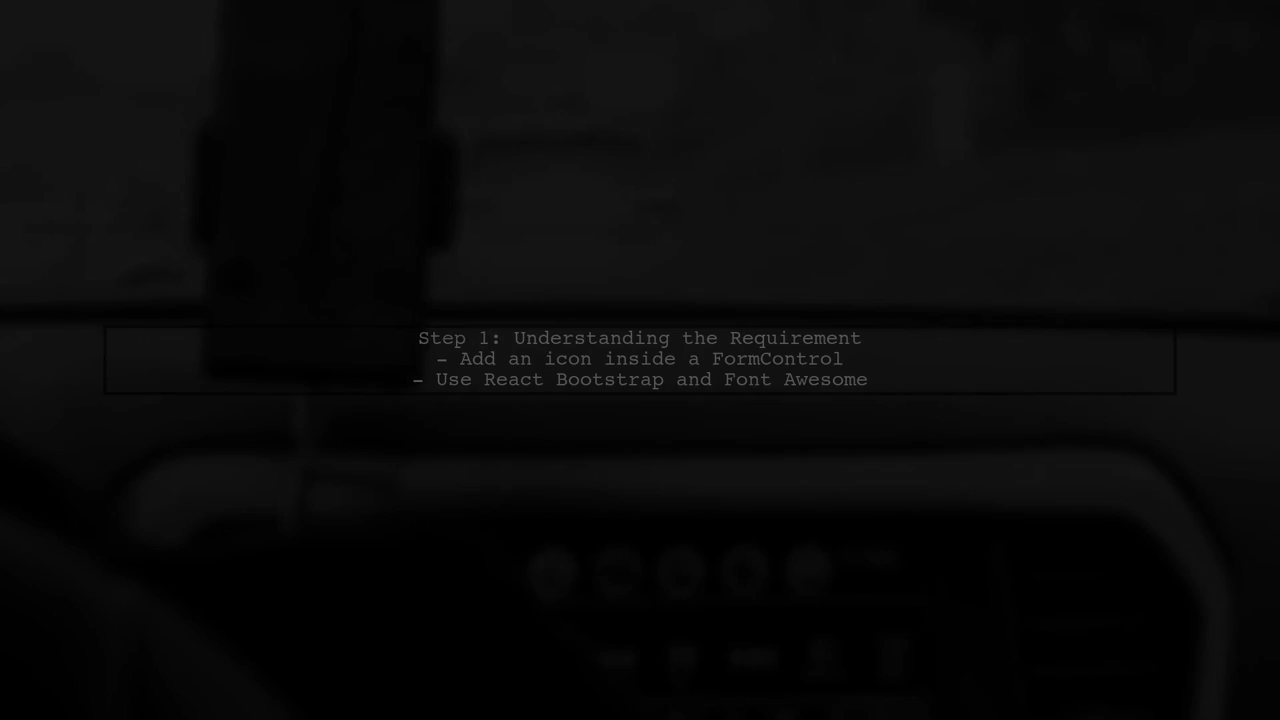 Step 1: Understanding the Requirement
- Add an icon inside a FormControl
- Use React Bootstrap and Font Awesome